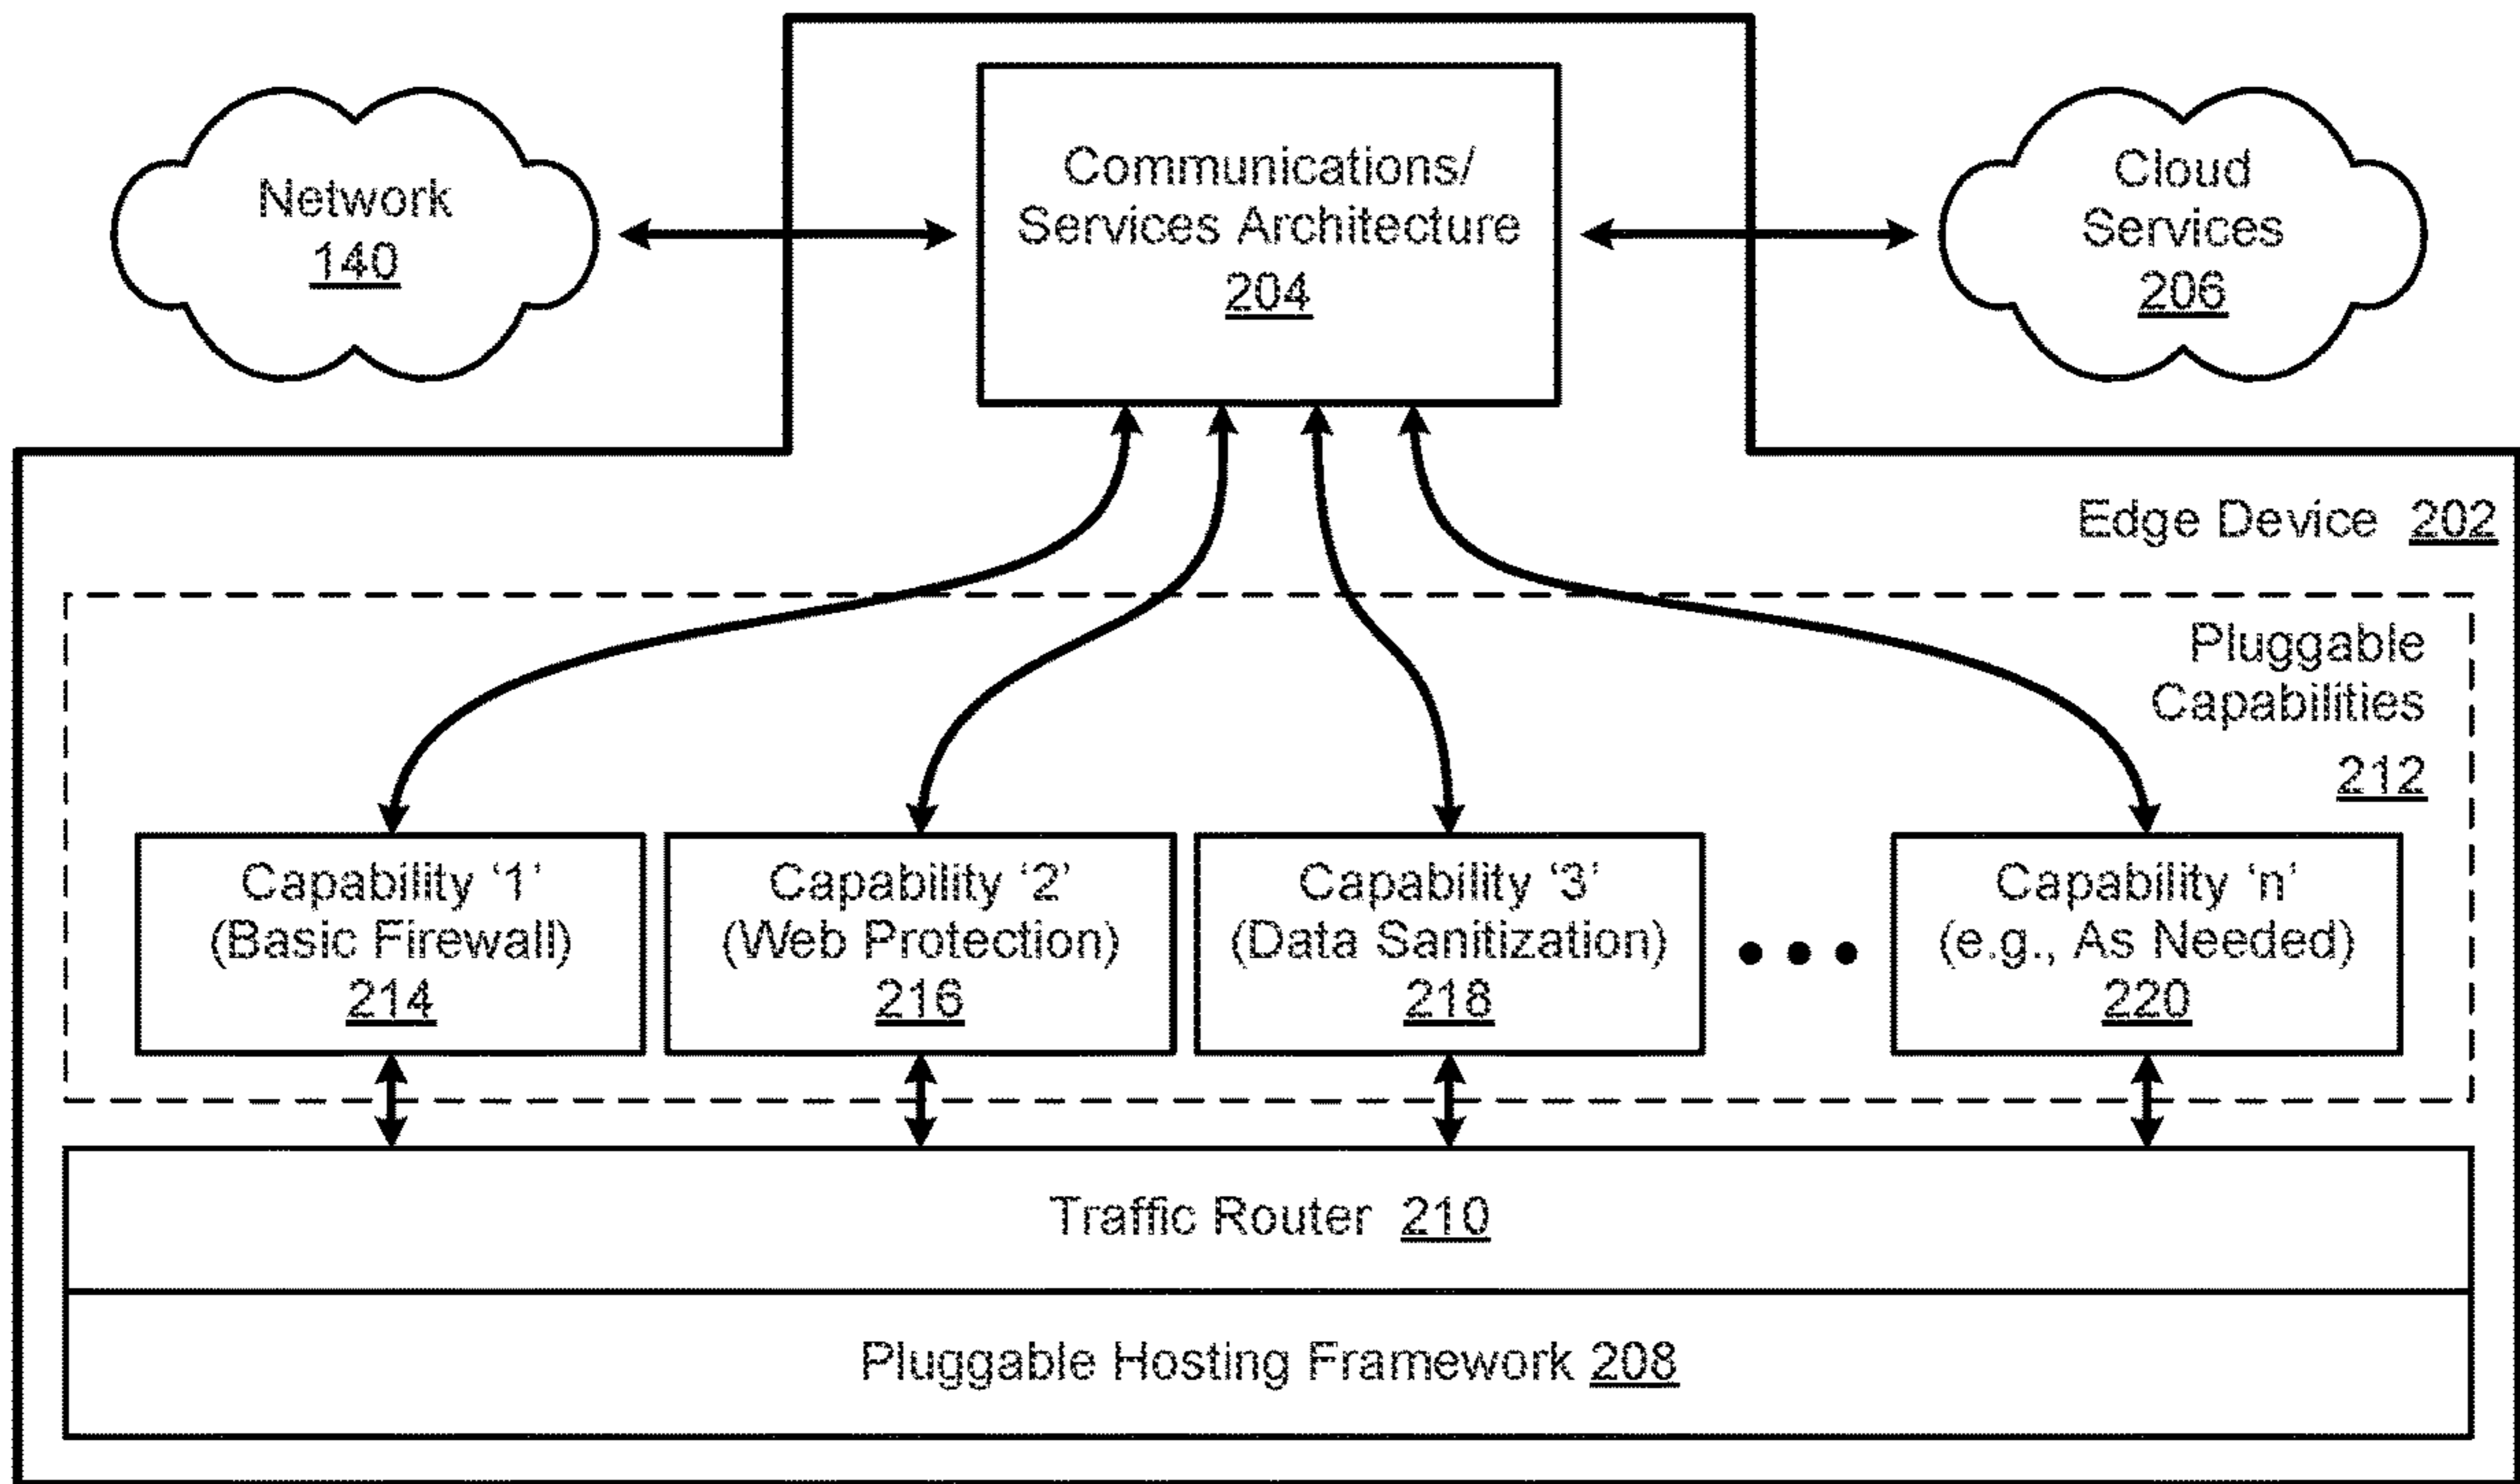 Network
140
Communications/
Services Architecture
204
Cloud
Services
206
Edge Device 202
Pluggable
Capabilities
212
Capability ‘1’
(Basic Firewall)
214
Capability ‘2’
(Web Protection)
216
Capability ‘3’
(Data Sanitization)
218
Capability ‘n’
(e.g., As Needed)
220
Traffic Router 210
Pluggable Hosting Framework 208